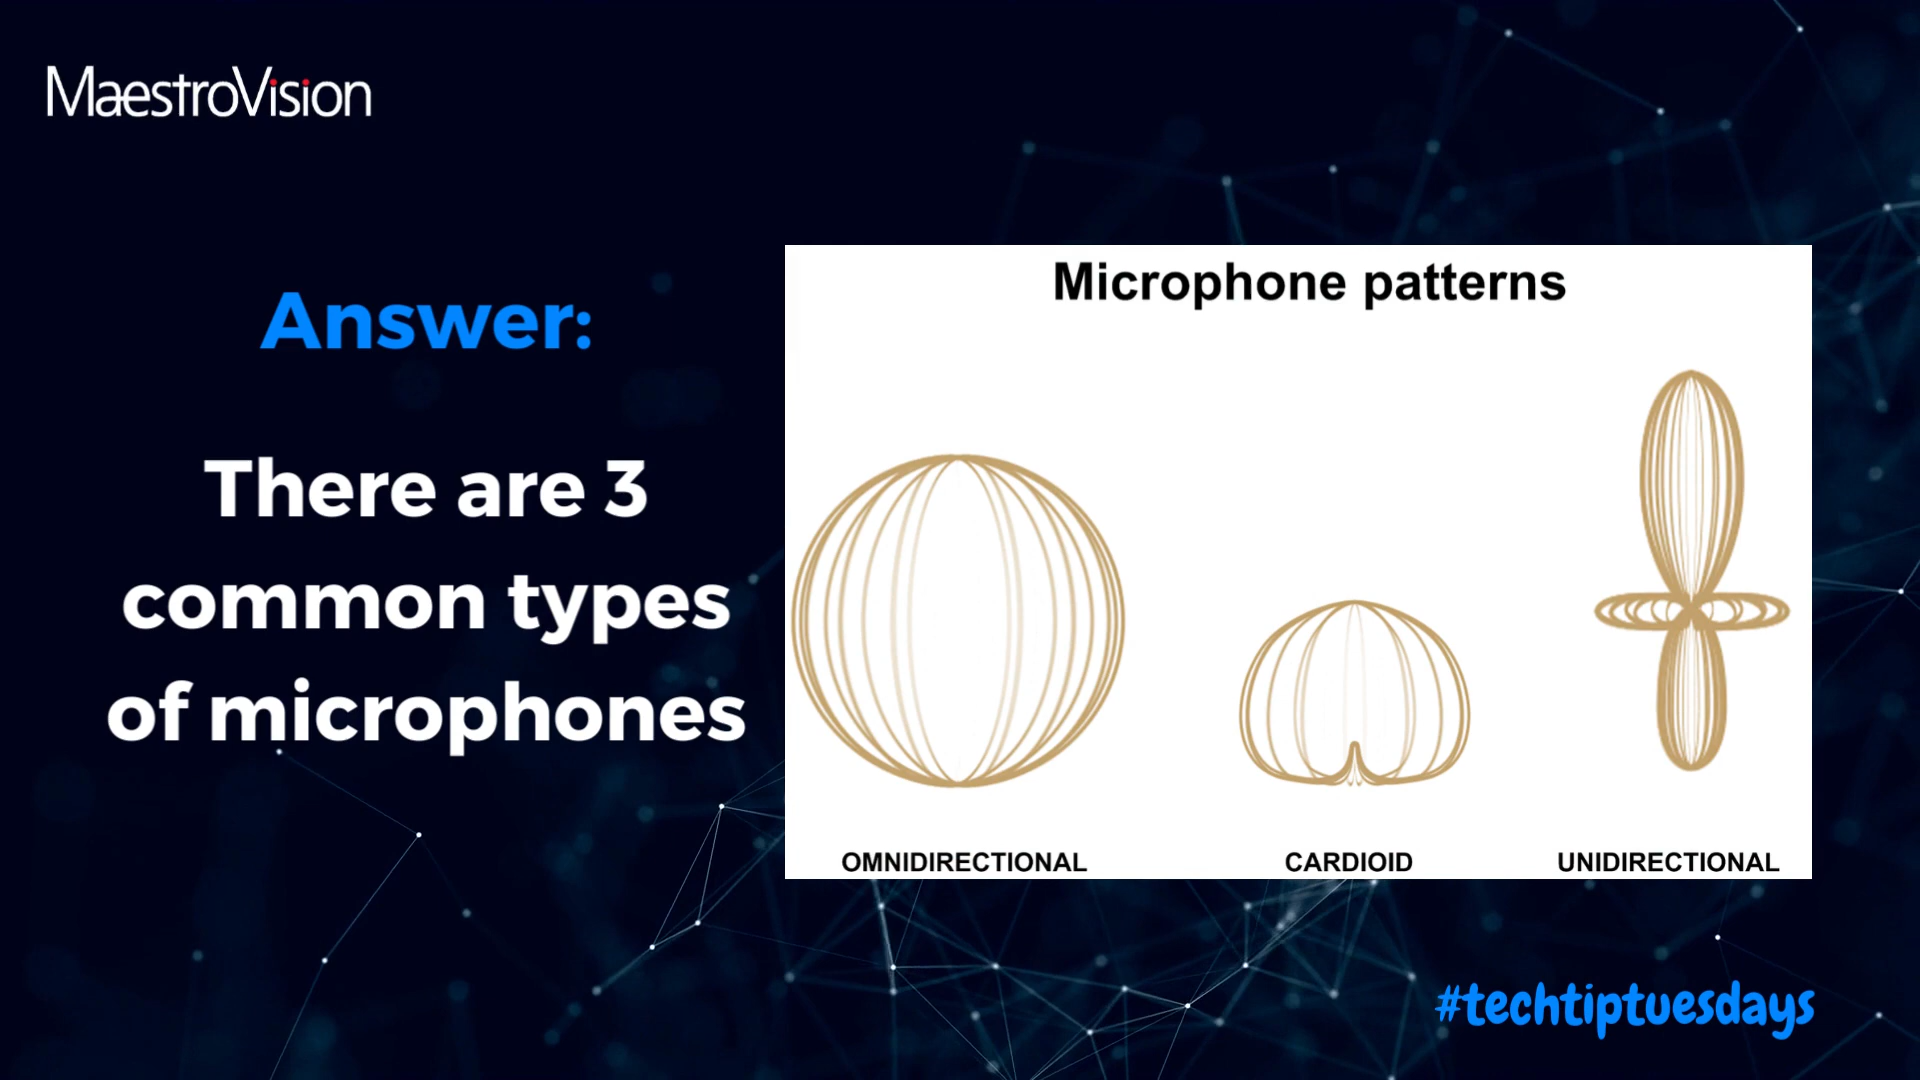 MaestroVision
Answer:
There are 3
common types
of microphones
Microphone patterns
OMNIDIRECTIONAL
CARDIOID
UNIDIRECTIONAL
#techtiptuesdays